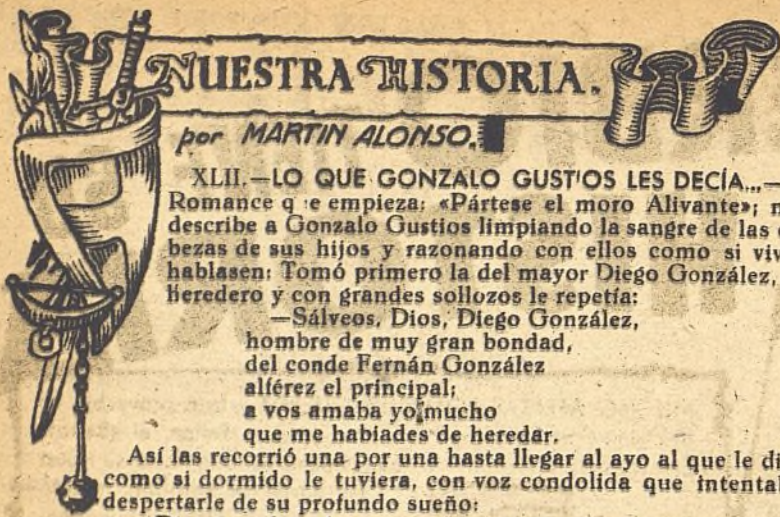 NUESTRA HISTORIA.
por MARTIN ALONSO.
XLII.—LO QUE GONZALO GUSTIOS LES DECÍA...—
Romance q e empieza: «Pártese el moro Alivante»;
describe a Gonzalo Gustios limpiando la sangre de las
bezas de sus hijos y razonando con ellos como si
hablasen: Tomó primero la del mayor Diego González,
heredero y con grandes sollozos le repetía:
—Sálveos, Dios, Diego González,
hombre de muy gran bondad,
del conde Fernán González
alférez el principal;
a vos amaba yo mucho
que me habiades de heredar.
Así las recorrió una por una hasta llegar al ayo al que le
como si dormido le tuviera, con voz condolida que
despertarle de su profundo sueño: